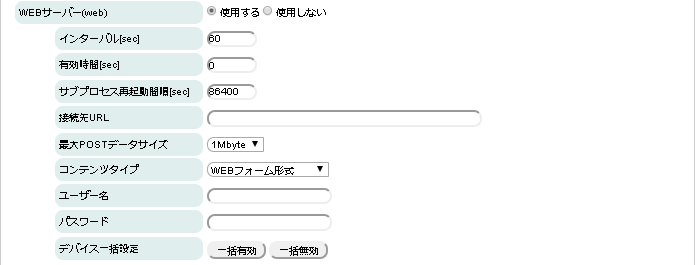 WEBサーバー(web) 使用する 使用しない
インターバル[sec] 60
有効時間[sec] 0
サブプロセス再起動間隔[sec] 86400
接続先URL
最大POSTデータサイズ 1Mbyte ▼
コンテンツタイプ WEBフォーム形式 ▼
ユーザー名
パスワード
デバイス一括設定 一括有効 一括無効